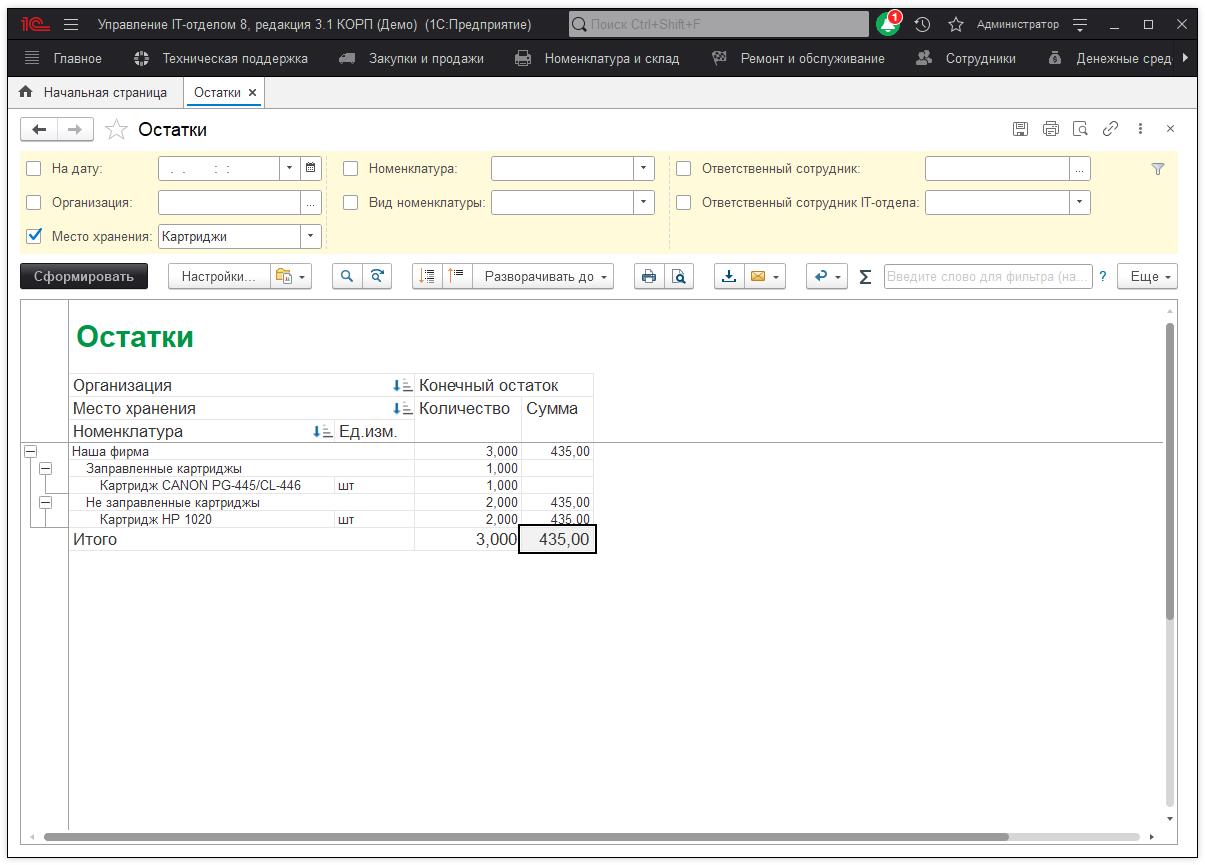 1С Управление IT-отделом 8, редакция 3.1 КОРП (Демо) (1С:Предприятие) Поиск Ctrl+Shift+F 1 Администратор
Главное Техническая поддержка Закупки и продажи Номенклатура и склад Ремонт и обслуживание Сотрудники Денежные сред
Начальная страница Остатки ×
Остатки
На дату: . . : : Номенклатура: Ответственный сотрудник: ...
Организация: ... Вид номенклатуры: Ответственный сотрудник IT-отдела:
Место хранения: Картриджи
Сформировать Настройки... Разворачивать до Σ Введите слово для фильтра (на... ? Еще
Остатки
Организация Конечный остаток
Место хранения Количество Сумма
Номенклатура Ед.изм.
Наша фирма 3,000 435,00
Заправленные картриджы 1,000
Картридж CANON PG-445/CL-446 шт 1,000
Не заправленные картриджы 2,000 435,00
Картридж HP 1020 шт 2,000 435,00
Итого 3,000 435,00